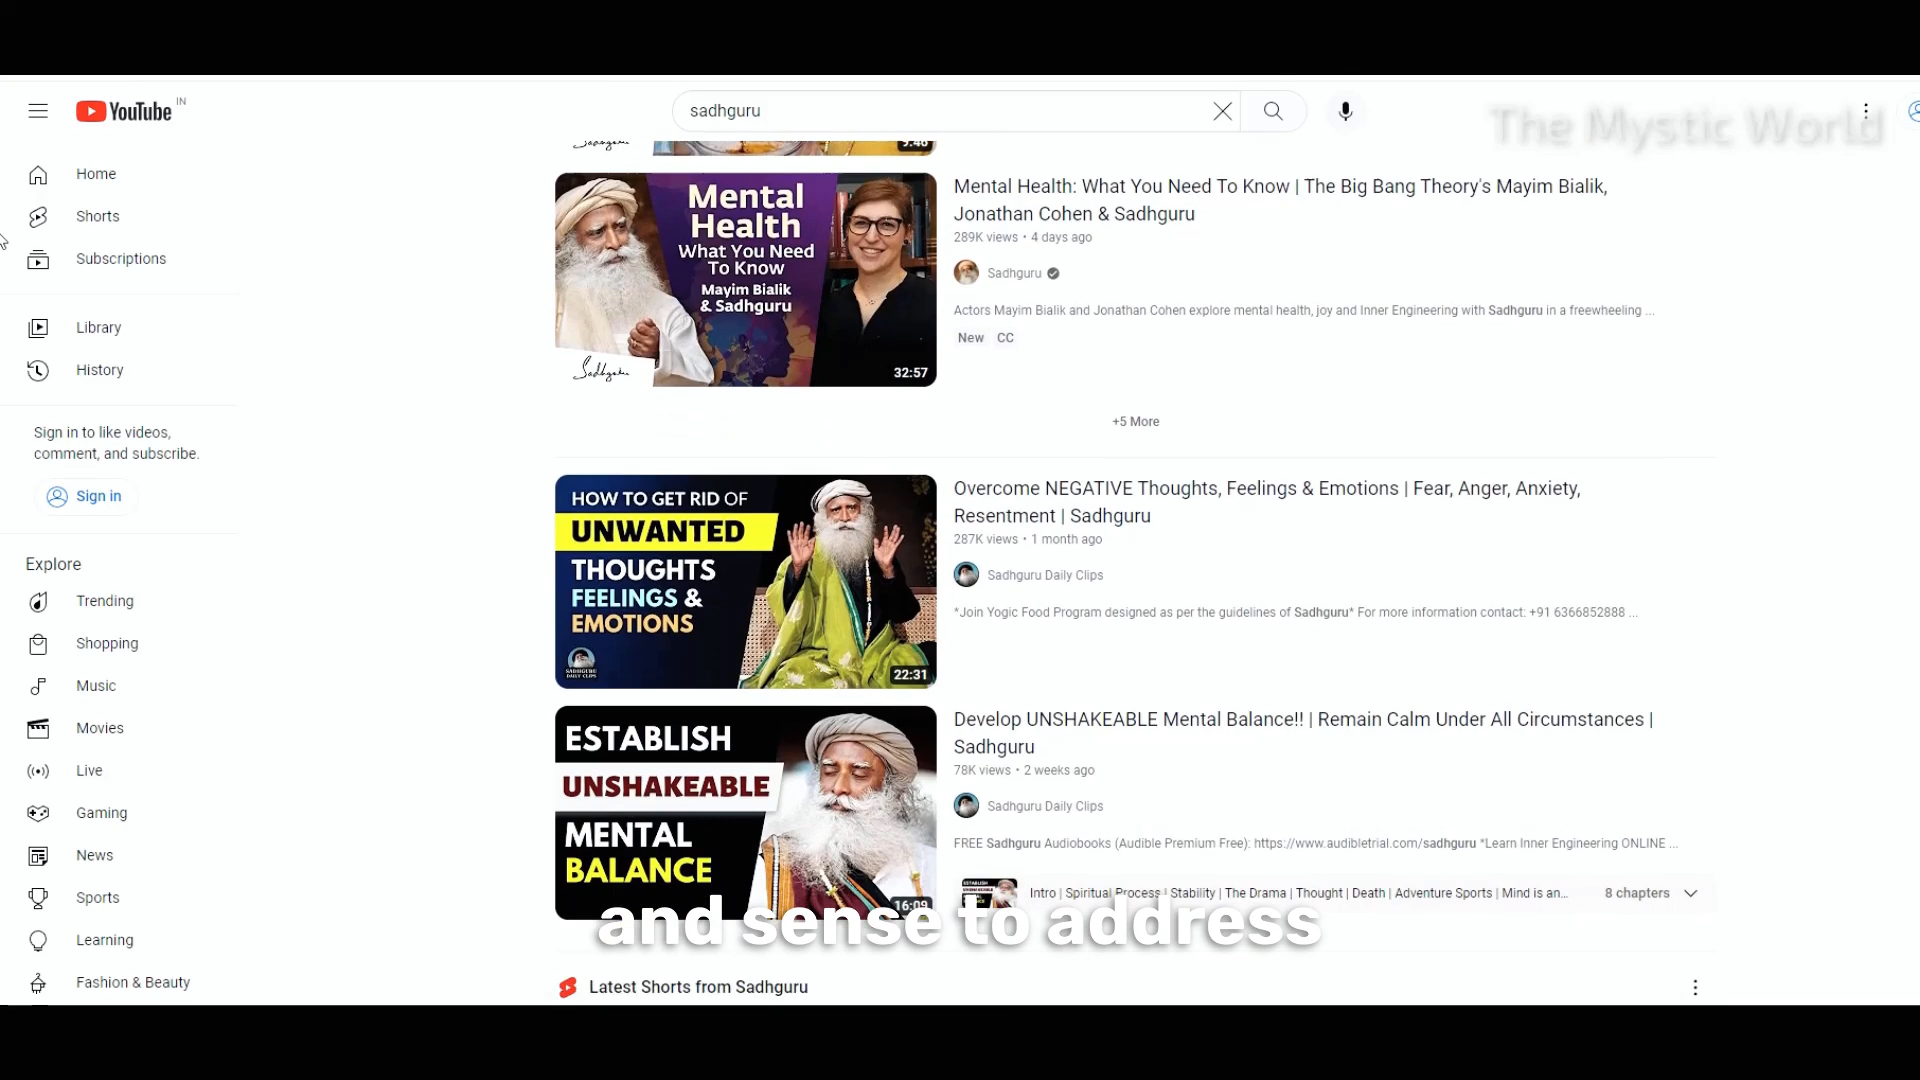 YouTube IN
sadhguru
The Mystic World
Home
Shorts
Subscriptions
Library
History
Sign in to like videos,
comment, and subscribe.
Sign in
Explore
Trending
Shopping
Music
Movies
Live
Gaming
News
Sports
Learning
Fashion & Beauty
Sadhguru
9:46
Mental
Health
What You Need
To Know
Mayim Bialik
& Sadhguru
Sadhguru
32:57
Mental Health: What You Need To Know | The Big Bang Theory's Mayim Bialik,
Jonathan Cohen & Sadhguru
289K views • 4 days ago
Sadhguru
Actors Mayim Bialik and Jonathan Cohen explore mental health, joy and Inner Engineering with Sadhguru in a freewheeling ...
New CC
+5 More
HOW TO GET RID OF
UNWANTED
THOUGHTS
FEELINGS &
EMOTIONS
SADHGURU
DAILY CLIPS
22:31
Overcome NEGATIVE Thoughts, Feelings & Emotions | Fear, Anger, Anxiety,
Resentment | Sadhguru
287K views • 1 month ago
Sadhguru Daily Clips
*Join Yogic Food Program designed as per the guidelines of Sadhguru* For more information contact: +91 6366852888 ...
ESTABLISH
UNSHAKEABLE
MENTAL
BALANCE
16:09
Develop UNSHAKEABLE Mental Balance!! | Remain Calm Under All Circumstances |
Sadhguru
78K views • 2 weeks ago
Sadhguru Daily Clips
FREE Sadhguru Audiobooks (Audible Premium Free): https://www.audibletrial.com/sadhguru *Learn Inner Engineering ONLINE ...
Intro | Spiritual Process | Stability | The Drama | Thought | Death | Adventure Sports | Mind is an...
8 chapters
and sense to address
Latest Shorts from Sadhguru